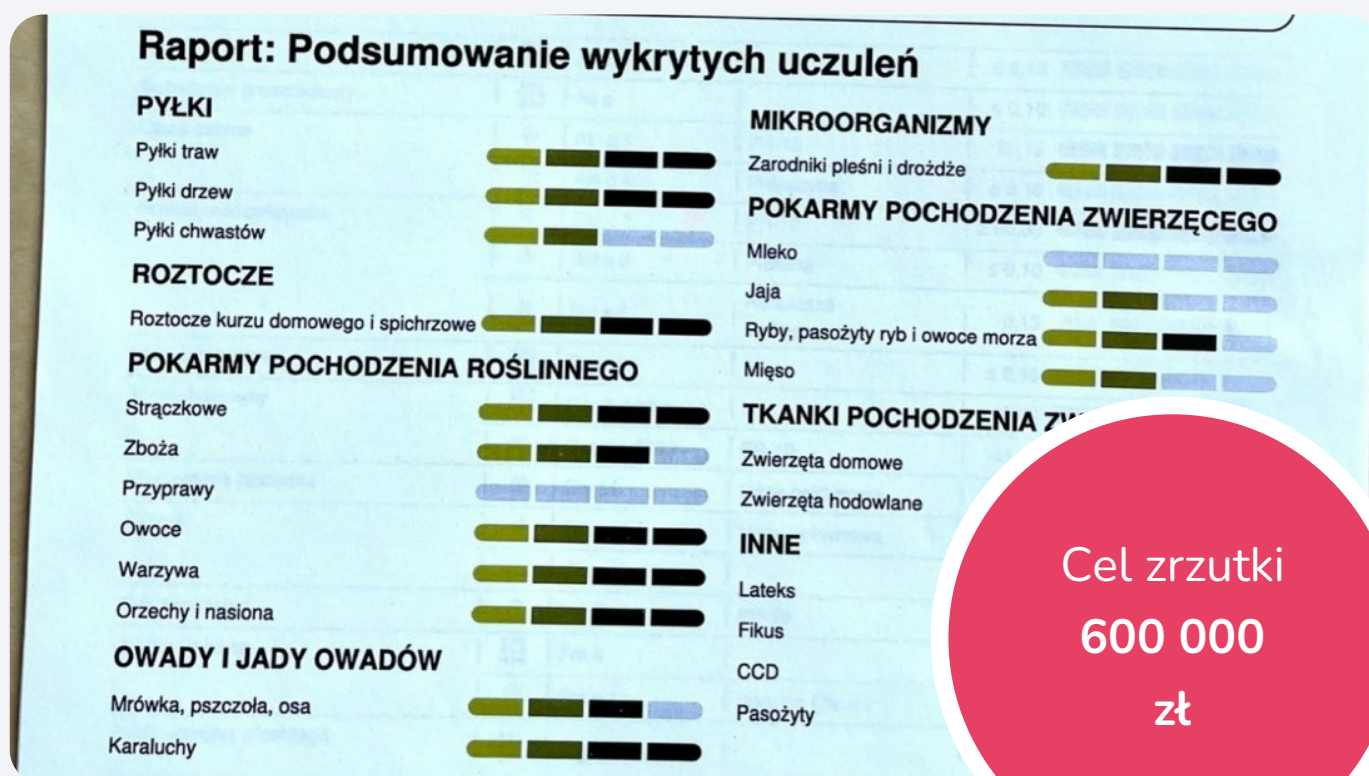 Raport: Podsumowanie wykrytych uczuleń
PYŁKI
Pyłki traw
Pyłki drzew
Pyłki chwastów
ROZTOCZE
Roztocze kurzu domowego i spichrzowe
POKARMY POCHODZENIA ROŚLINNEGO
Strączkowe
Zboża
Przyprawy
Owoce
Warzywa
Orzechy i nasiona
OWADY I JADY OWADÓW
Mrówka, pszczoła, osa
Karaluchy
MIKROORGANIZMY
Zarodniki pleśni i drożdże
POKARMY POCHODZENIA ZWIERZĘCEGO
Mleko
Jaja
Ryby, pasożyty ryb i owoce morza
Mięso
TKANKI POCHODZENIA
Zwierzęta domowe
Zwierzęta hodowlane
INNE
Lateks
Fikus
CCD
Pasożyty
Cel zrzutki
600 000
zł